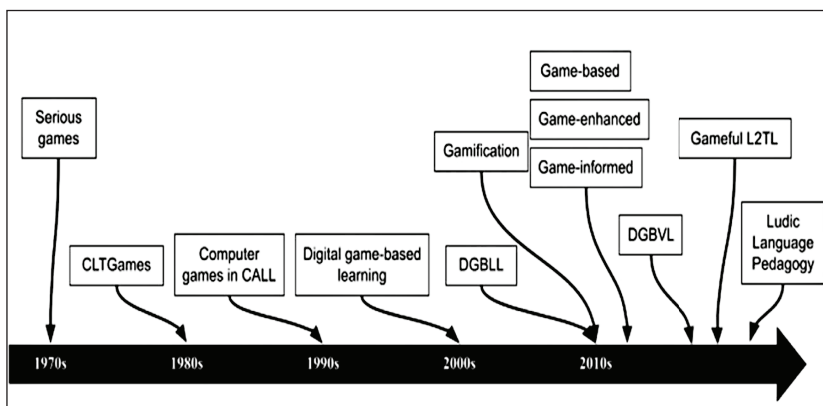 Serious
games
CLTGames
Computer
games in CALL
Digital game-based
learning
Gamification
DGBLL
Game-based
Game-enhanced
Game-informed
DGBVL
Gameful L2TL
Ludic
Language
Pedagogy
1970s
1980s
1990s
2000s
2010s